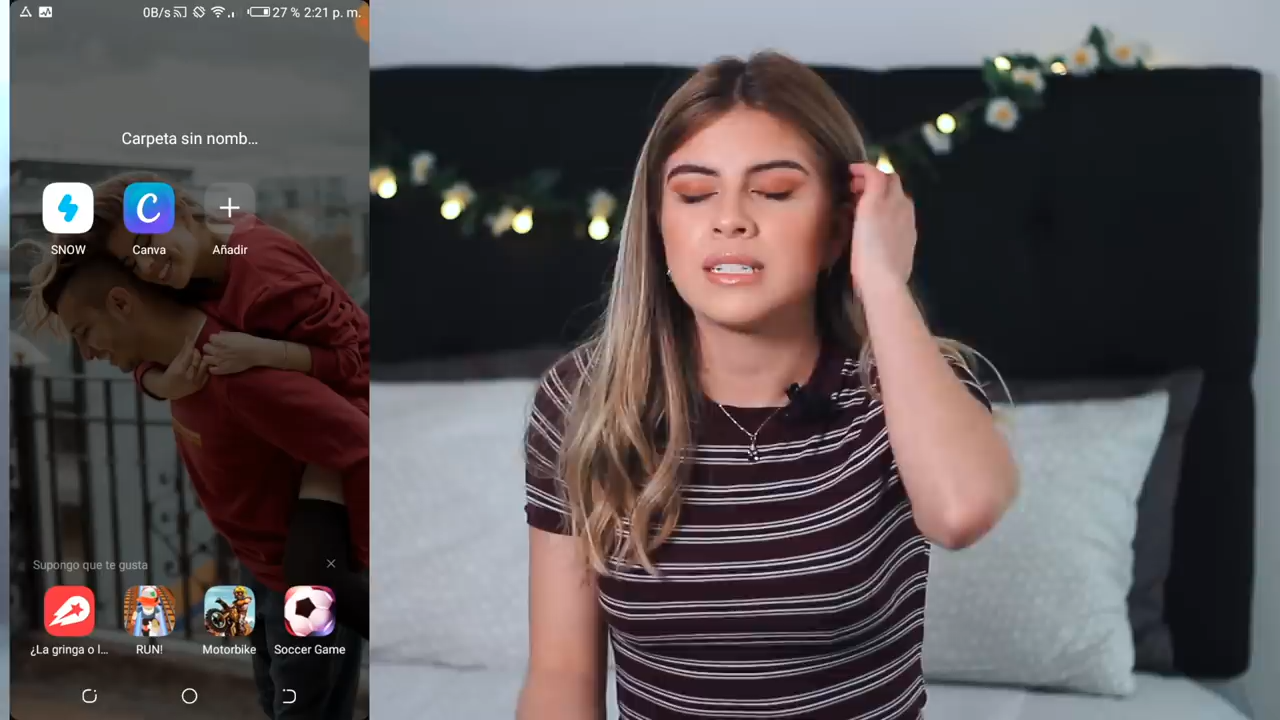 0B/s 27 % 2:21 p. m.
Carpeta sin nomb...
SNOW Canva Añadir
Supongo que te gusta
¿La gringa o l... RUN! Motorbike Soccer Game